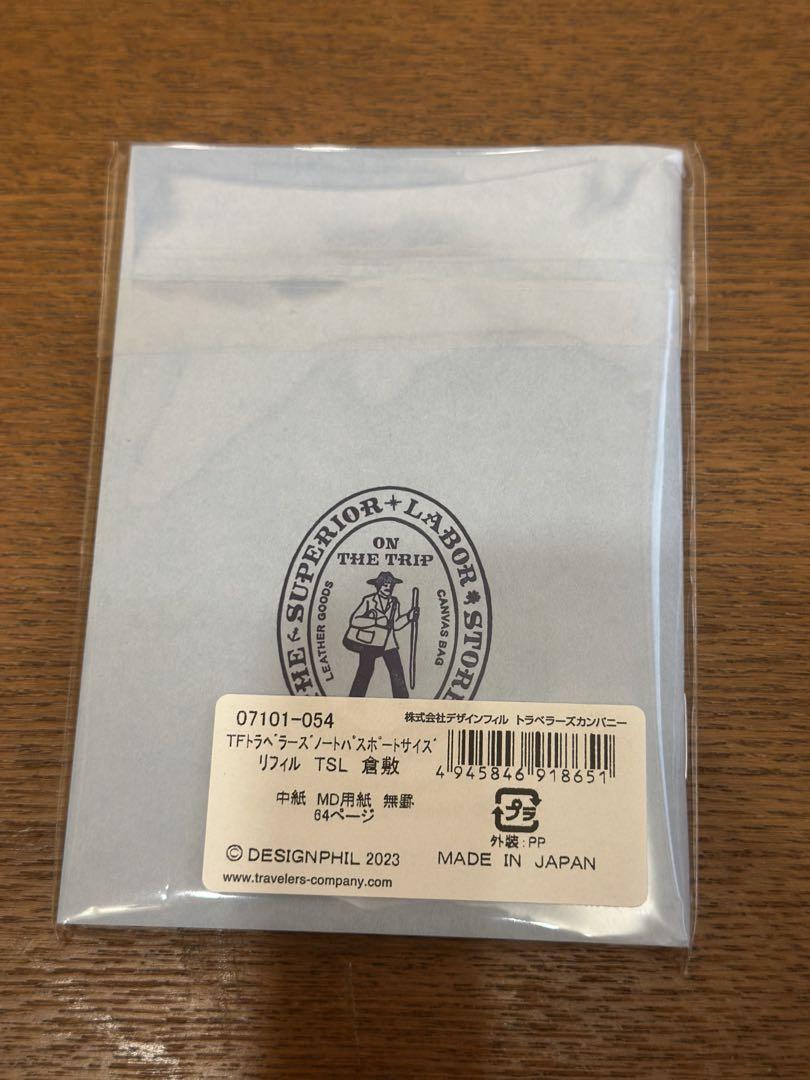 THE SUPERIOR LABOR STORE
ON
THE TRIP
LEATHER GOODS
CANVAS BAG
07101-054
株式会社デザインフィル トラベラーズカンパニー
TFﾄﾗﾍﾞﾗｰｽﾞﾉｰﾄﾊﾟｽﾎﾟｰﾄｻｲｽﾞ
ﾘﾌｨﾙ TSL 倉敷
4 945846 918651
中紙 MD用紙 無罫
64ページ
プラ
外装:PP
© DESIGNPHIL 2023
MADE IN JAPAN
www.travelers-company.com